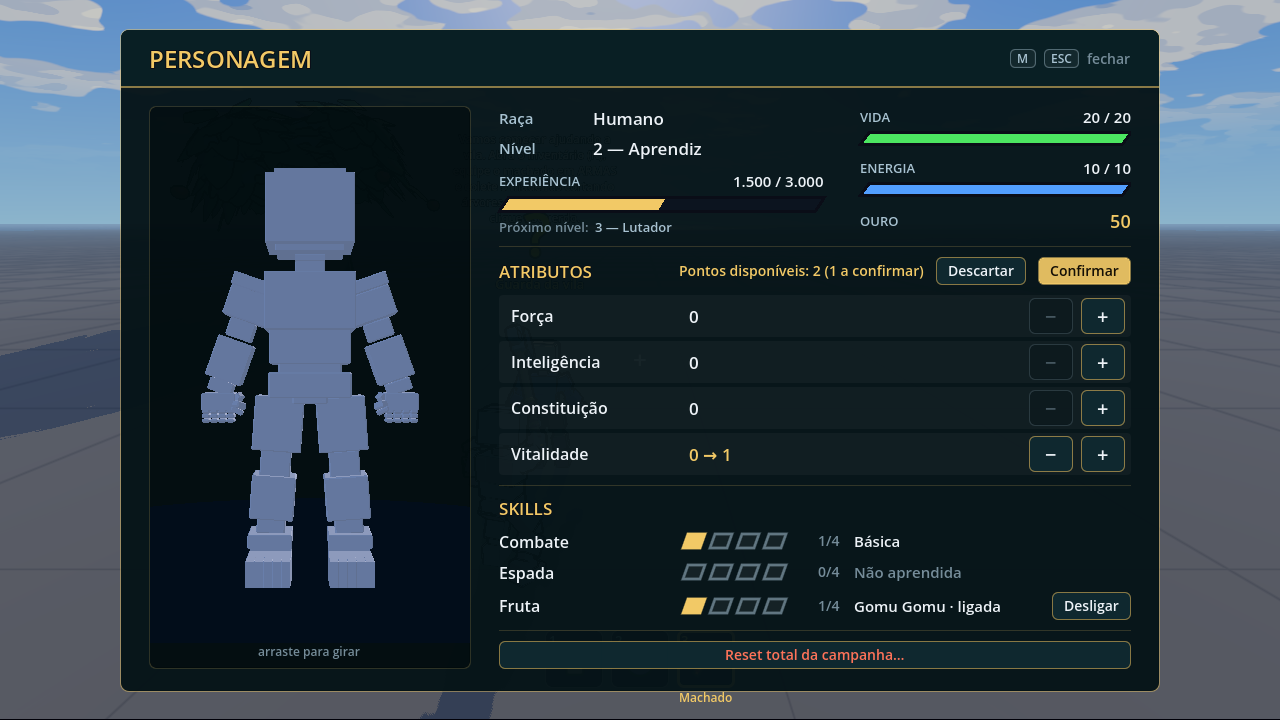 PERSONAGEM
M ESC fechar
Raça Humano
Nível 2 — Aprendiz
EXPERIÊNCIA 1.500 / 3.000
Próximo nível: 3 — Lutador
VIDA 20 / 20
ENERGIA 10 / 10
OURO 50
ATRIBUTOS Pontos disponíveis: 2 (1 a confirmar) Descartar Confirmar
Força 0 − +
Inteligência 0 − +
Constituição 0 − +
Vitalidade 0 → 1 − +
SKILLS
Combate 1/4 Básica
Espada 0/4 Não aprendida
Fruta 1/4 Gomu Gomu · ligada Desligar
arraste para girar
Reset total da campanha...
Machado